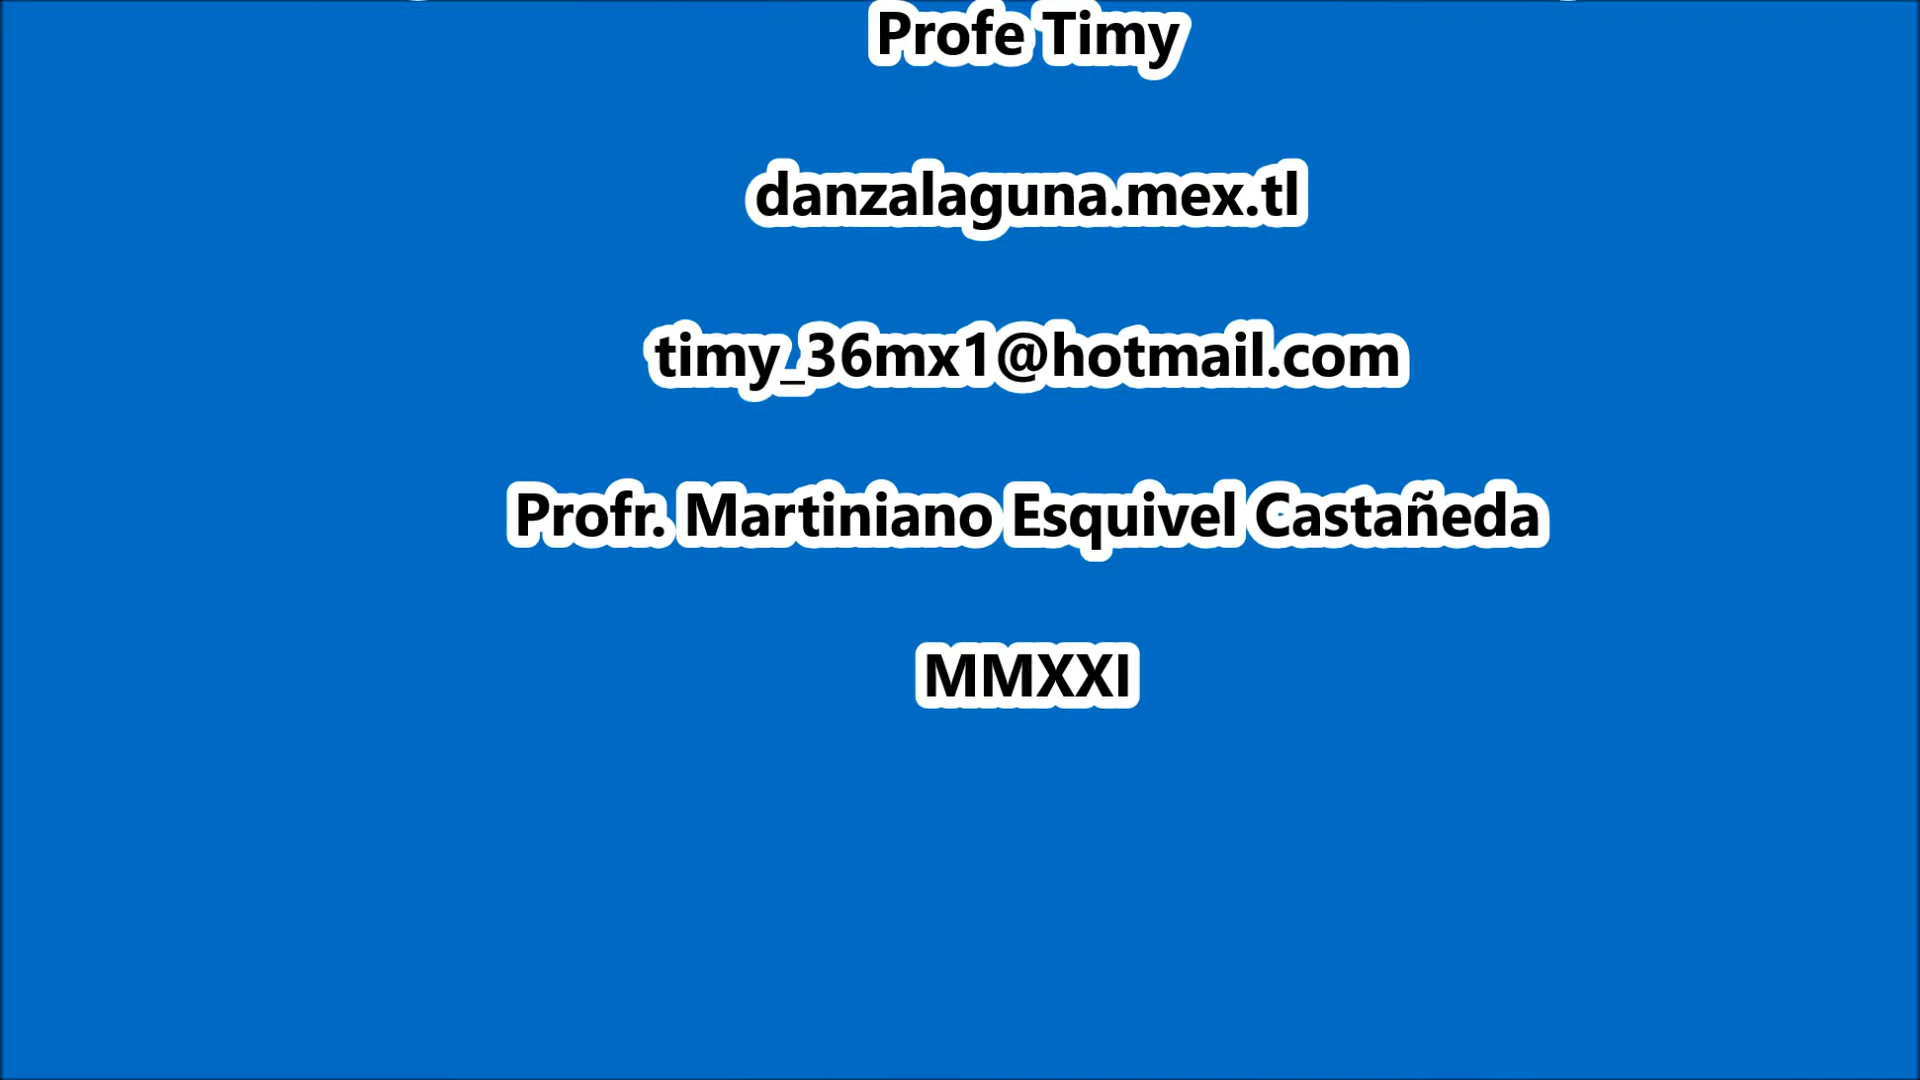 Profe Timy
danzalaguna.mex.tl
timy_36mx1@hotmail.com
Profr. Martiniano Esquivel Castañeda
MMXXI